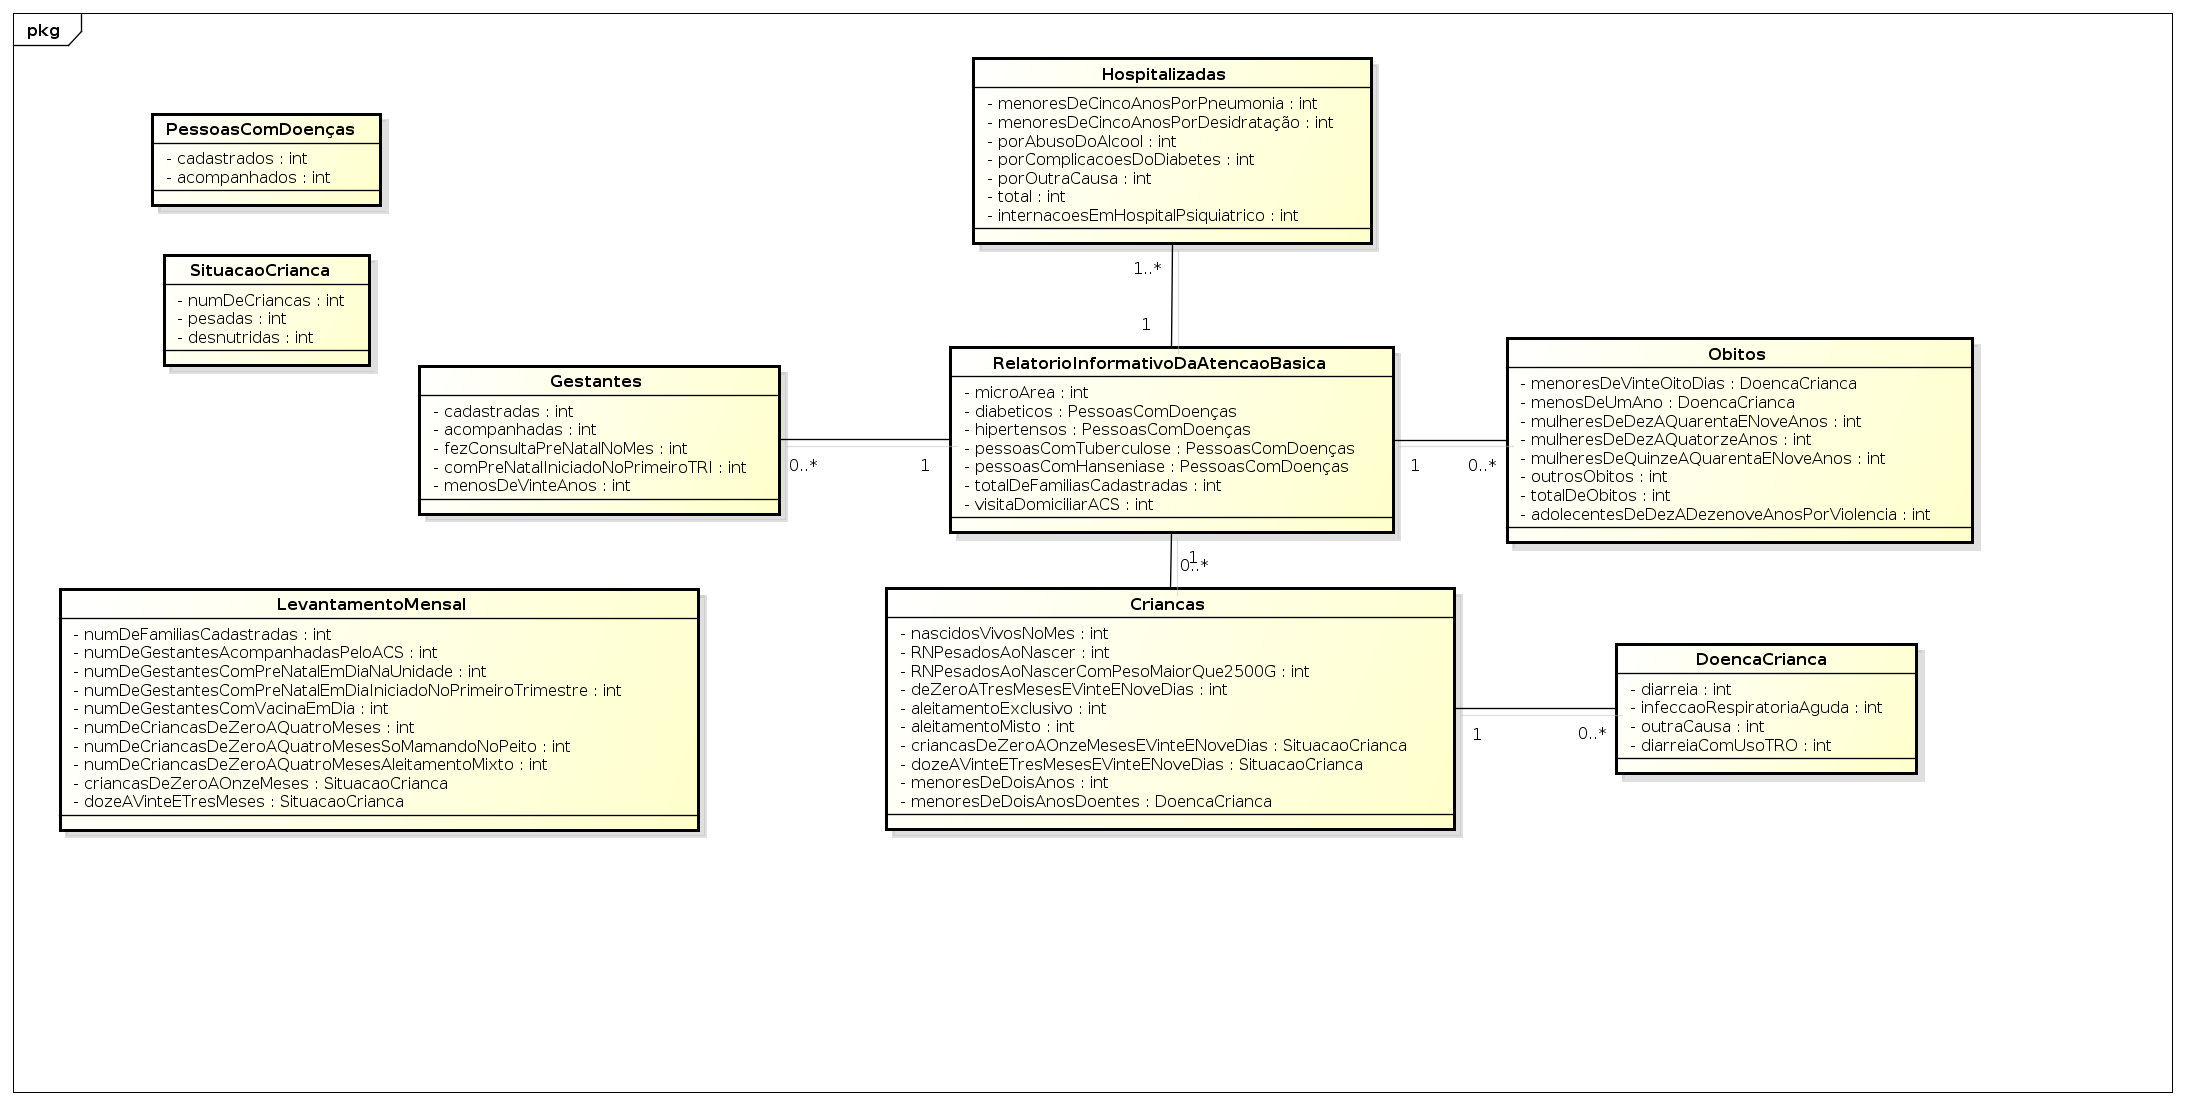 pkg
Hospitalizadas
- menoresDeCincoAnosPorPneumonia : int
- menoresDeCincoAnosPorDesidratação : int
- porAbusoDoAlcool : int
- porComplicacoesDoDiabetes : int
- porOutraCausa : int
- total : int
- internacoesEmHospitalPsiquiatrico : int
PessoasComDoenças
- cadastrados : int
- acompanhados : int
SituacaoCrianca
- numDeCriancas : int
- pesadas : int
- desnutridas : int
1..*
1
Gestantes
- cadastradas : int
- acompanhadas : int
- fezConsultaPreNatalNoMes : int
- comPreNatalIniciadoNoPrimeiroTRI : int
- menosDeVinteAnos : int
0..*
1
RelatorioInformativoDaAtencaoBasica
- microArea : int
- diabeticos : PessoasComDoenças
- hipertensos : PessoasComDoenças
- pessoasComTuberculose : PessoasComDoenças
- pessoasComHanseniase : PessoasComDoenças
- totalDeFamiliasCadastradas : int
- visitaDomiciliarACS : int
1
0..*
Obitos
- menoresDeVinteOitoDias : DoencaCrianca
- menosDeUmAno : DoencaCrianca
- mulheresDeDezAQuarentaENoveAnos : int
- mulheresDeDezAQuatorzeAnos : int
- mulheresDeQuinzeAQuarentaENoveAnos : int
- outrosObitos : int
- totalDeObitos : int
- adolecentesDeDezADezenoveAnosPorViolencia : int
1
0..*
LevantamentoMensal
- numDeFamiliasCadastradas : int
- numDeGestantesAcompanhadasPeloACS : int
- numDeGestantesComPreNatalEmDiaNaUnidade : int
- numDeGestantesComPreNatalEmDiaIniciadoNoPrimeiroTrimestre : int
- numDeGestantesComVacinaEmDia : int
- numDeCriancasDeZeroAQuatroMeses : int
- numDeCriancasDeZeroAQuatroMesesSoMamandoNoPeito : int
- numDeCriancasDeZeroAQuatroMesesAleitamentoMixto : int
- criancasDeZeroAOnzeMeses : SituacaoCrianca
- dozeAVinteETresMeses : SituacaoCrianca
Criancas
- nascidosVivosNoMes : int
- RNPesadosAoNascer : int
- RNPesadosAoNascerComPesoMaiorQue2500G : int
- deZeroATresMesesEVinteENoveDias : int
- aleitamentoExclusivo : int
- aleitamentoMisto : int
- criancasDeZeroAOnzeMesesEVinteENoveDias : SituacaoCrianca
- dozeAVinteETresMesesEVinteENoveDias : SituacaoCrianca
- menoresDeDoisAnos : int
- menoresDeDoisAnosDoentes : DoencaCrianca
1
0..*
DoencaCrianca
- diarreia : int
- infeccaoRespiratoriaAguda : int
- outraCausa : int
- diarreiaComUsoTRO : int